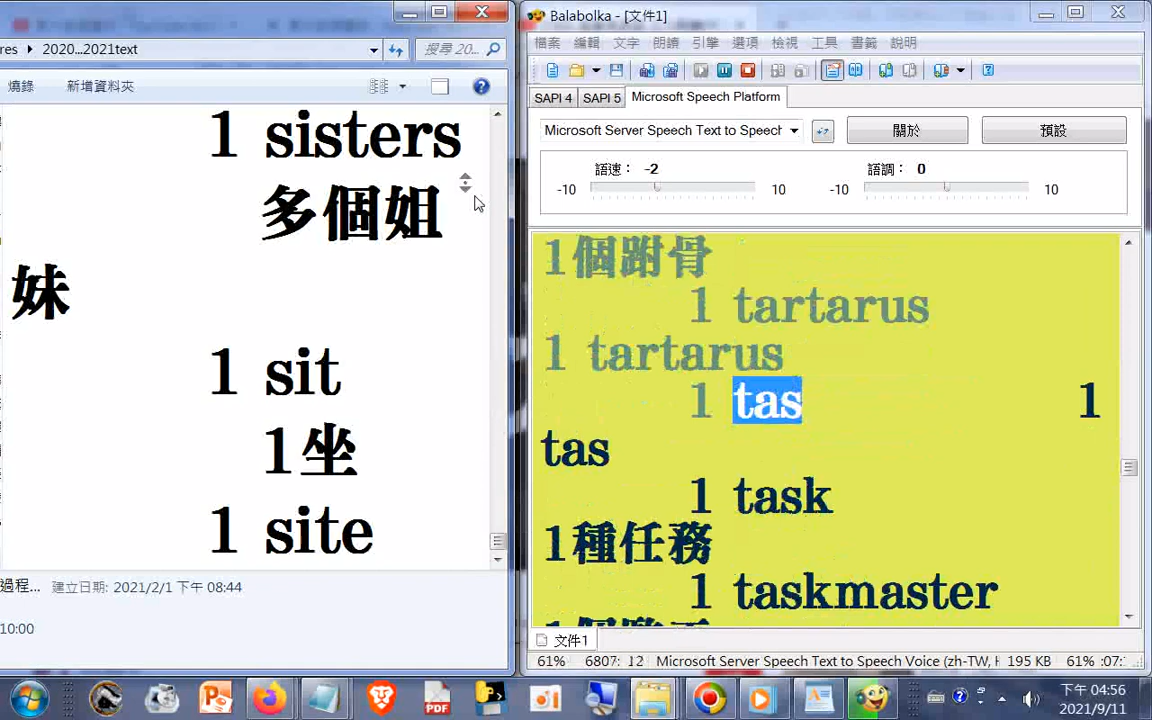 res ▸ 2020...2021text
搜尋 20...
燒錄 新增資料夾
1 sisters
多個姐
妹
1 sit
1坐
1 site
過程... 建立日期: 2021/2/1 下午 08:44
10:00
Balabolka - [文件1]
檔案 編輯 文字 朗讀 引擎 選項 檢視 工具 書籤 說明
SAPI 4 SAPI 5 Microsoft Speech Platform
Microsoft Server Speech Text to Speech
關於 預設
語速： -2 語調： 0
-10 10 -10 10
1個跗骨
1 tartarus
1 tartarus
1 tas 1
tas
1 task
1種任務
1 taskmaster
文件1
61% 6807: 12 Microsoft Server Speech Text to Speech Voice (zh-TW, H 195 KB 61% :07:
PDF
下午 04:56
2021/9/11